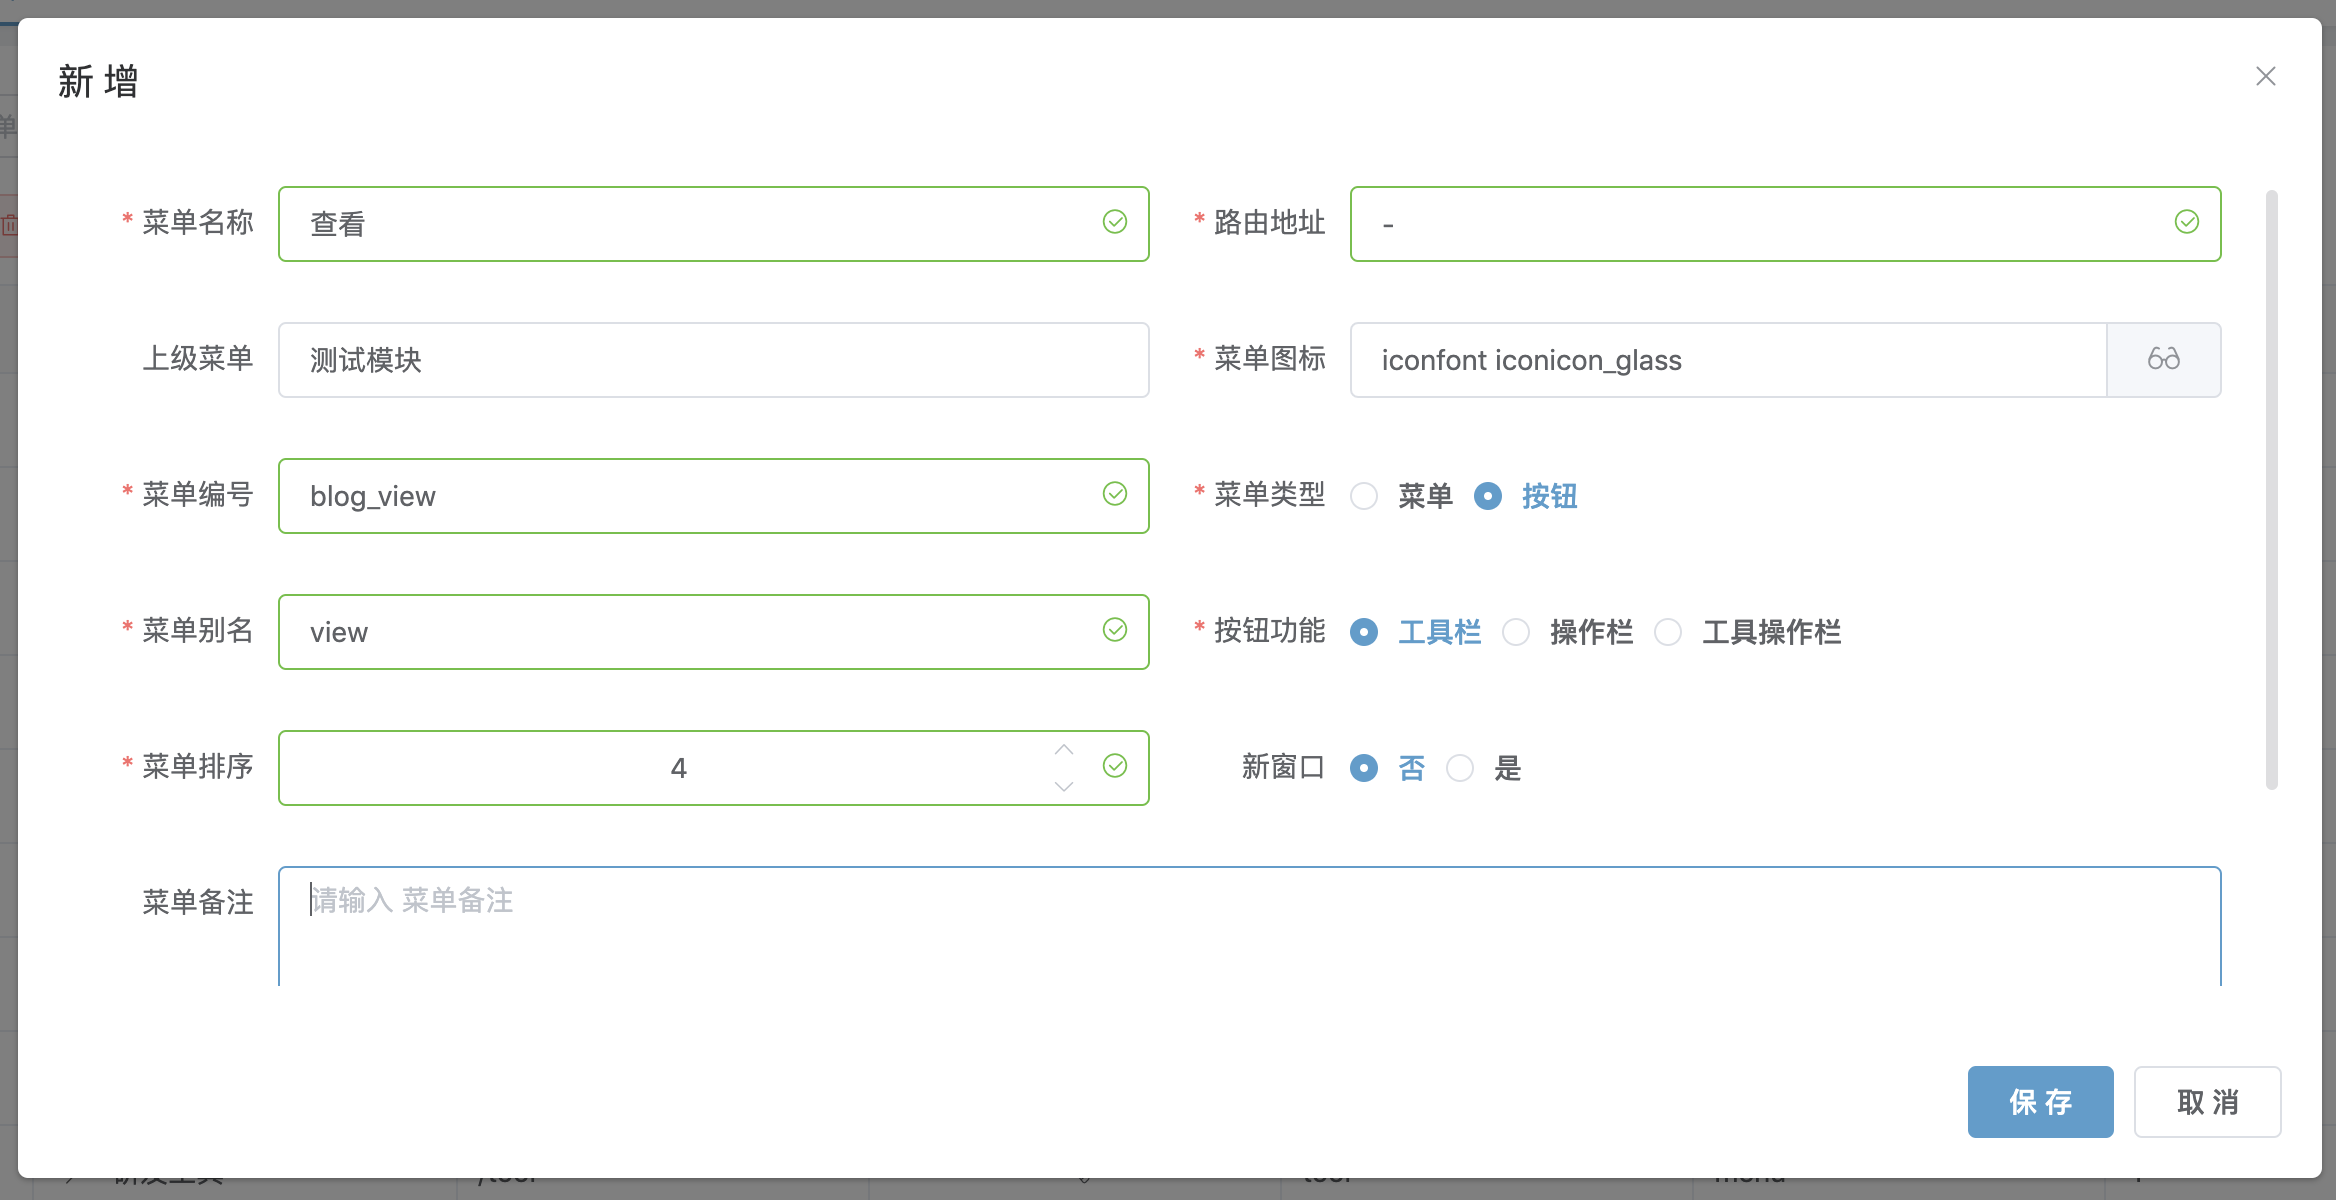 新 增
* 菜单名称 查看
* 路由地址 -
上级菜单 测试模块
* 菜单图标 iconfont iconicon_glass
* 菜单编号 blog_view
* 菜单类型 菜单 按钮
* 菜单别名 view
* 按钮功能 工具栏 操作栏 工具操作栏
* 菜单排序 4
新窗口 否 是
菜单备注 请输入 菜单备注
保 存 取 消